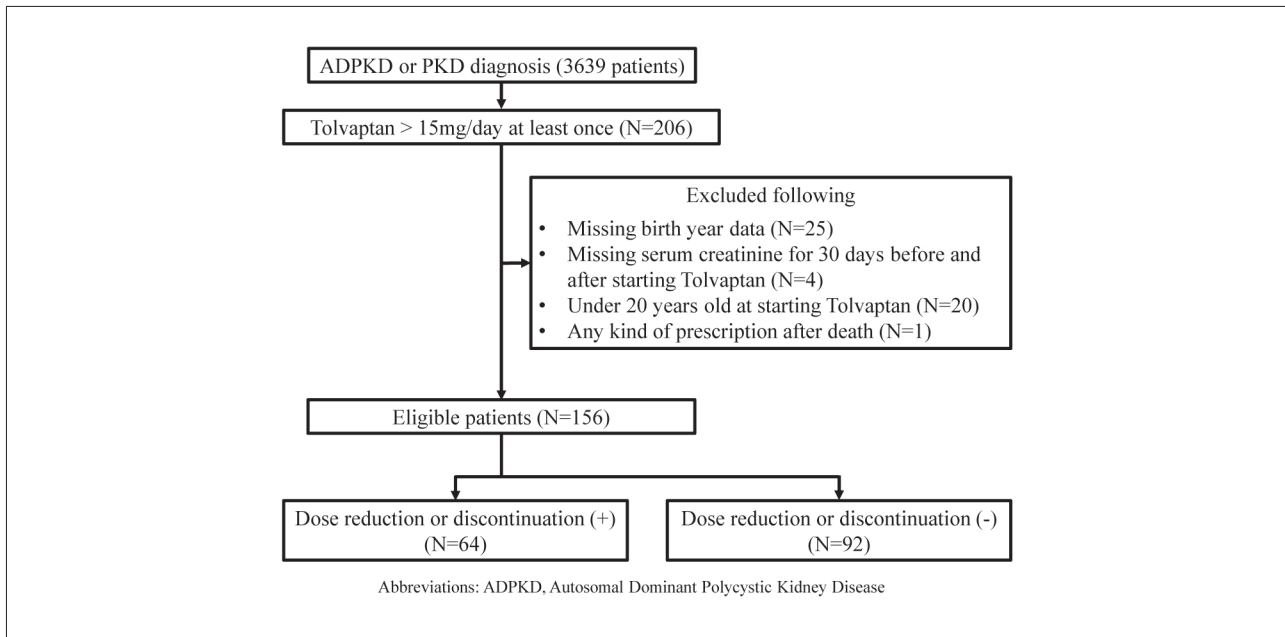 ADPKD or PKD diagnosis (3639 patients)
Tolvaptan > 15mg/day at least once (N=206)
Excluded following
• Missing birth year data (N=25)
• Missing serum creatinine for 30 days before and
after starting Tolvaptan (N=4)
• Under 20 years old at starting Tolvaptan (N=20)
• Any kind of prescription after death (N=1)
Eligible patients (N=156)
Dose reduction or discontinuation (+)
(N=64)
Dose reduction or discontinuation (-)
(N=92)
Abbreviations: ADPKD, Autosomal Dominant Polycystic Kidney Disease